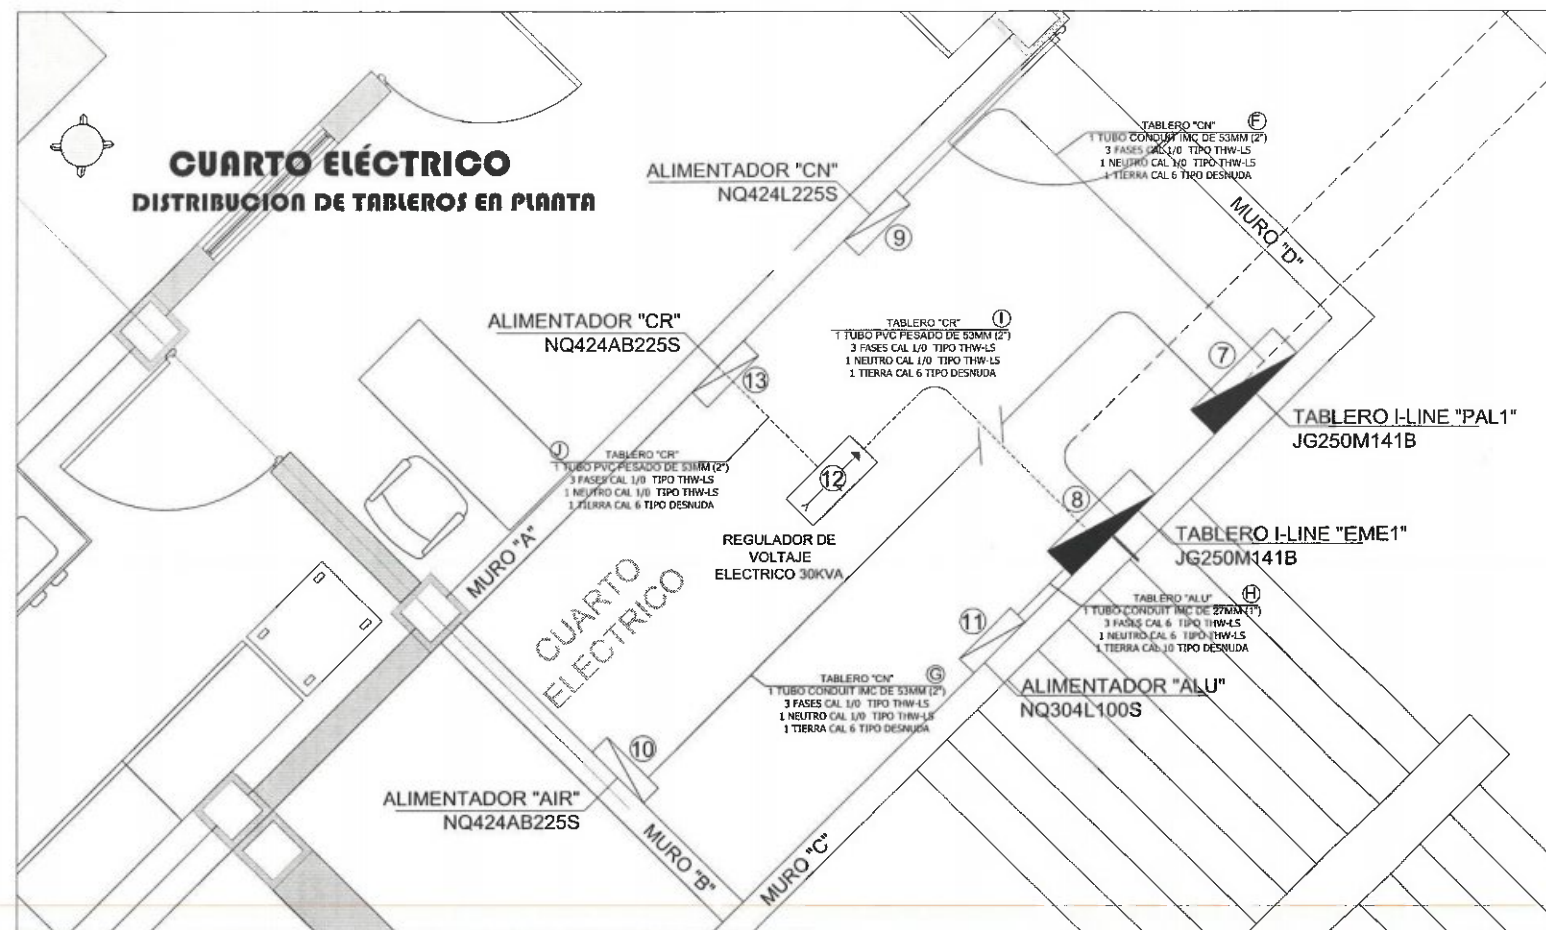 CUARTO ELÉCTRICO
DISTRIBUCIÓN DE TABLEROS EN PLANTA
ALIMENTADOR "CN"
NQ424L225S
9
TABLERO "CN" F
1 TUBO CONDUIT IMC DE 53MM (2")
3 FASES CAL 1/0 TIPO THW-LS
1 NEUTRO CAL 1/0 TIPO THW-LS
1 TIERRA CAL 6 TIPO DESNUDA
MURO "D"
ALIMENTADOR "CR"
NQ424AB225S
13
TABLERO "CR" I
1 TUBO PVC PESADO DE 53MM (2")
3 FASES CAL 1/0 TIPO THW-LS
1 NEUTRO CAL 1/0 TIPO THW-LS
1 TIERRA CAL 6 TIPO DESNUDA
7
TABLERO I-LINE "PAL1"
JG250M141B
J TABLERO "CR"
1 TUBO PVC PESADO DE 53MM (2")
3 FASES CAL 1/0 TIPO THW-LS
1 NEUTRO CAL 1/0 TIPO THW-LS
1 TIERRA CAL 6 TIPO DESNUDA
12
REGULADOR DE
VOLTAJE
ELECTRICO 30KVA
8
TABLERO I-LINE "EME1"
JG250M141B
MURO "A"
CUARTO
ELECTRICO
TABLERO "ALU" H
1 TUBO CONDUIT IMC DE 27MM (1")
3 FASES CAL 6 TIPO THW-LS
1 NEUTRO CAL 6 TIPO THW-LS
1 TIERRA CAL 10 TIPO DESNUDA
11
ALIMENTADOR "ALU"
NQ304L100S
TABLERO "CN" G
1 TUBO CONDUIT IMC DE 53MM (2")
3 FASES CAL 1/0 TIPO THW-LS
1 NEUTRO CAL 1/0 TIPO THW-LS
1 TIERRA CAL 6 TIPO DESNUDA
10
ALIMENTADOR "AIR"
NQ424AB225S
MURO "B"
MURO "C"